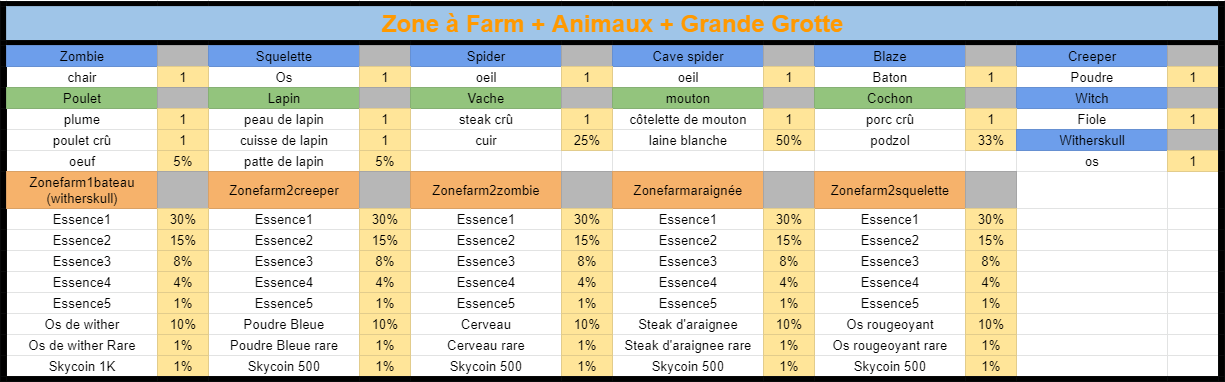 Zone à Farm + Animaux + Grande Grotte
Zombie Squelette Spider Cave spider Blaze Creeper
chair 1 Os 1 oeil 1 oeil 1 Baton 1 Poudre 1
Poulet Lapin Vache mouton Cochon Witch
plume 1 peau de lapin 1 steak crû 1 côtelette de mouton 1 porc crû 1 Fiole 1
poulet crû 1 cuisse de lapin 1 cuir 25% laine blanche 50% podzol 33% Witherskull
oeuf 5% patte de lapin 5% os 1
Zonefarm1bateau
(witherskull) Zonefarm2creeper Zonefarm2zombie Zonefarmaraignée Zonefarm2squelette
Essence1 30% Essence1 30% Essence1 30% Essence1 30% Essence1 30%
Essence2 15% Essence2 15% Essence2 15% Essence2 15% Essence2 15%
Essence3 8% Essence3 8% Essence3 8% Essence3 8% Essence3 8%
Essence4 4% Essence4 4% Essence4 4% Essence4 4% Essence4 4%
Essence5 1% Essence5 1% Essence5 1% Essence5 1% Essence5 1%
Os de wither 10% Poudre Bleue 10% Cerveau 10% Steak d'araignee 10% Os rougeoyant 10%
Os de wither Rare 1% Poudre Bleue rare 1% Cerveau rare 1% Steak d'araignee rare 1% Os rougeoyant rare 1%
Skycoin 1K 1% Skycoin 500 1% Skycoin 500 1% Skycoin 500 1% Skycoin 500 1%